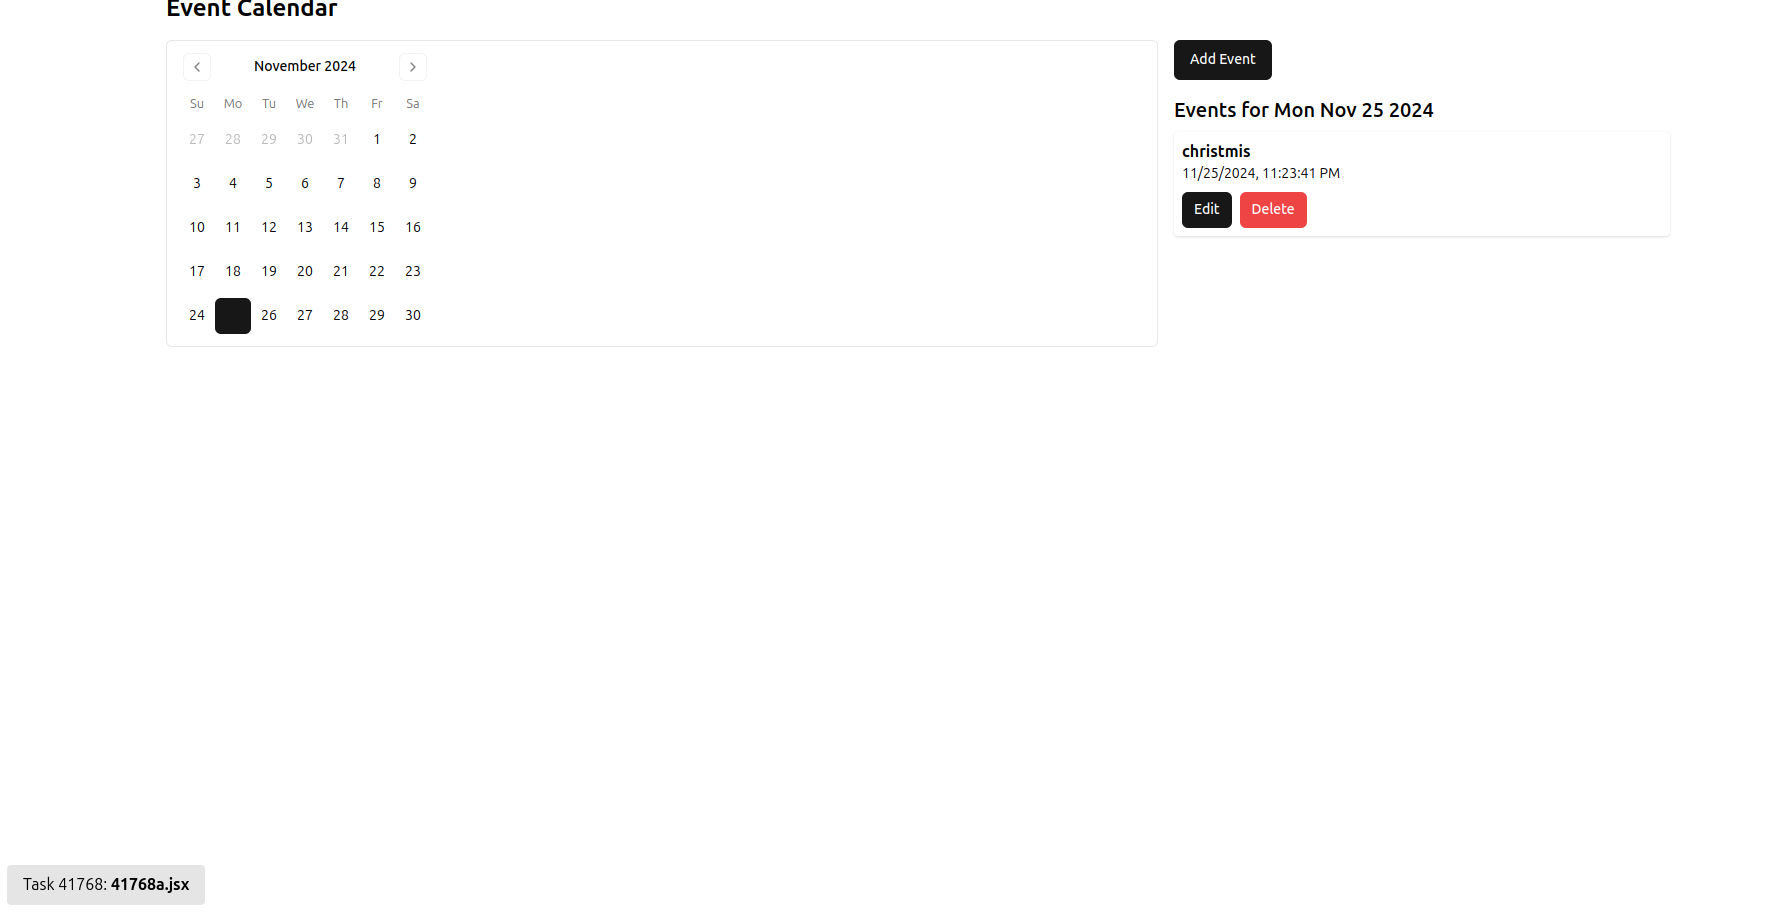 Event Calendar
November 2024
Su Mo Tu We Th Fr Sa
27 28 29 30 31 1 2
3 4 5 6 7 8 9
10 11 12 13 14 15 16
17 18 19 20 21 22 23
24 26 27 28 29 30
Add Event
Events for Mon Nov 25 2024
christmis
11/25/2024, 11:23:41 PM
Edit Delete
Task 41768: 41768a.jsx